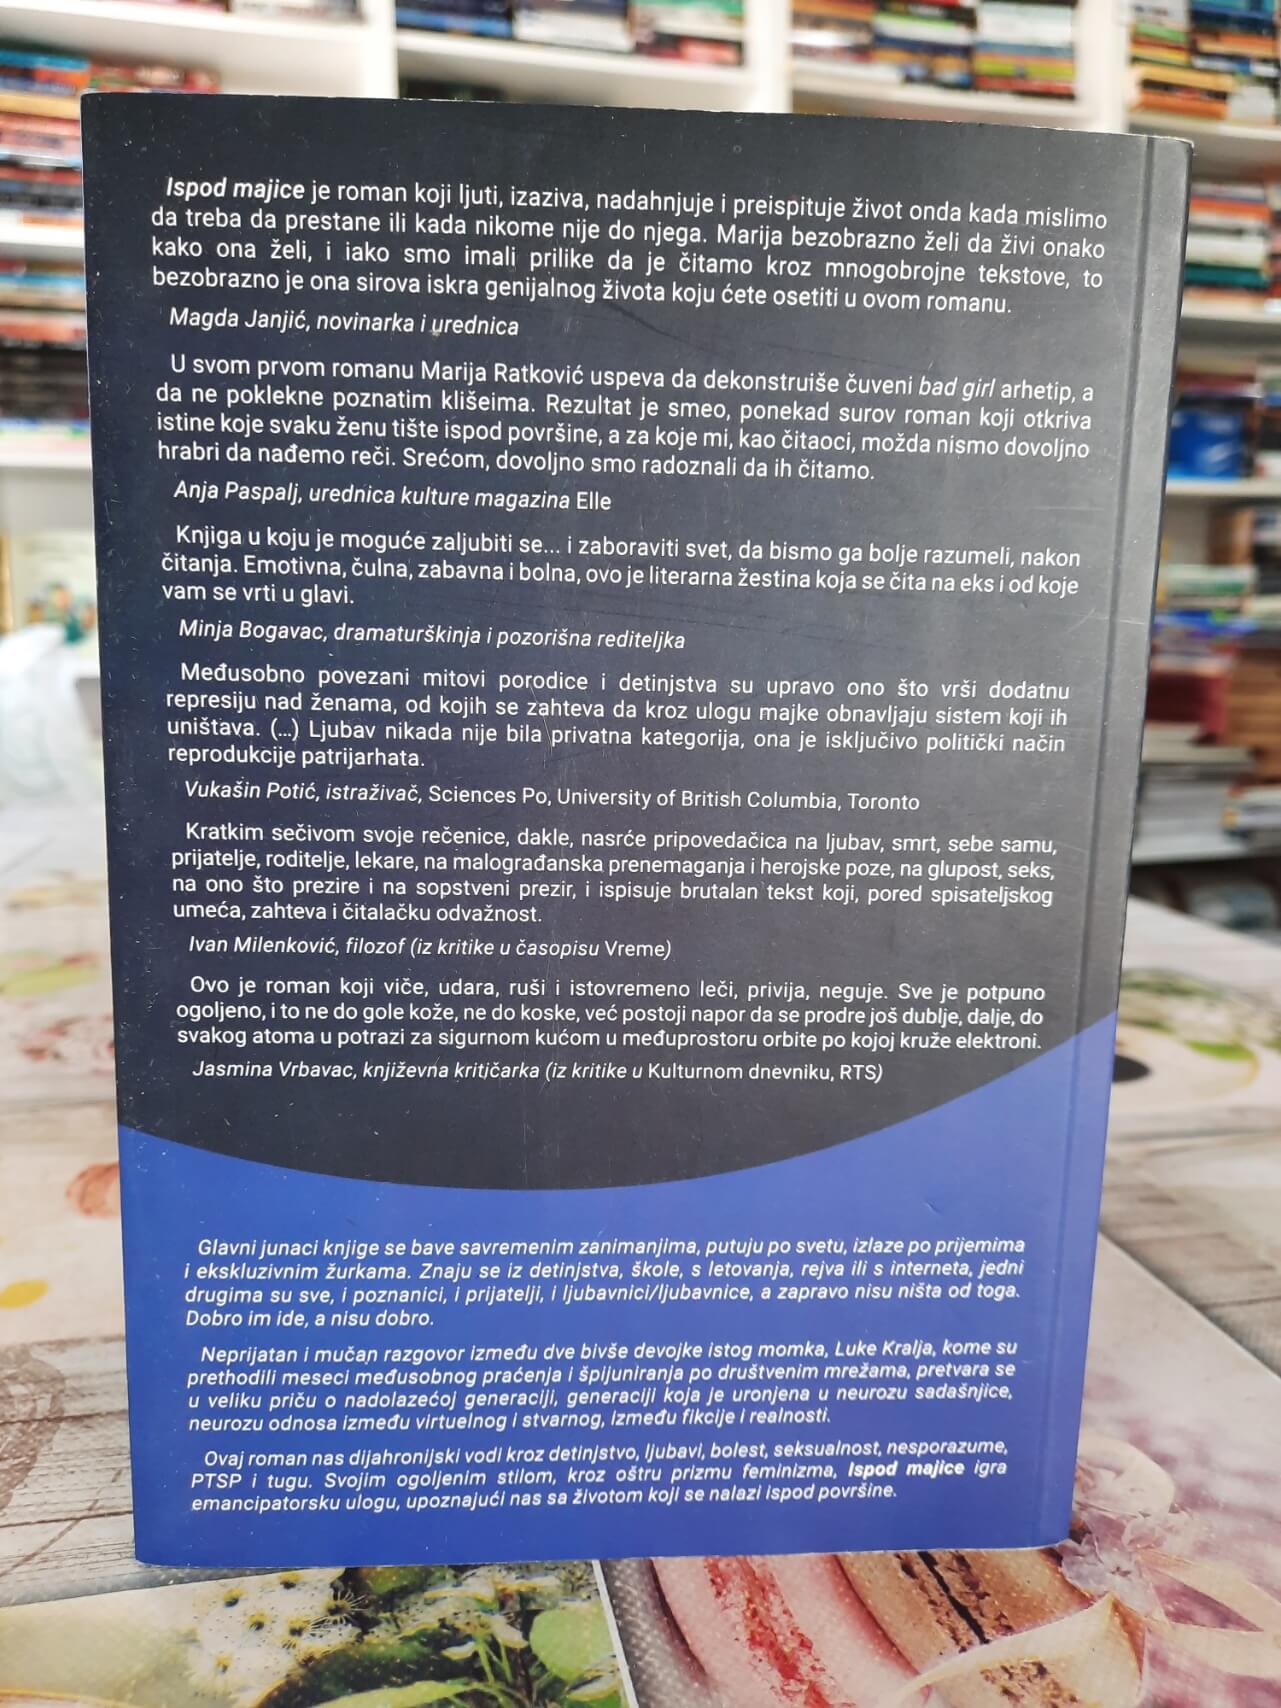 Ispod majice je roman koji ljuti, izaziva, nadahnjuje i preispituje život onda kada mislimo
da treba da prestane ili kada nikome nije do njega. Marija bezobrazno želi da živi onako
kako ona želi, i iako smo imali prilike da je čitamo kroz mnogobrojne tekstove, to
bezobrazno je ona sirova iskra genijalnog života koju ćete osetiti u ovom romanu.
Magda Janjić, novinarka i urednica
U svom prvom romanu Marija Ratković uspeva da dekonstruiše čuveni bad girl arhetip, a
da ne poklekne poznatim klišeima. Rezultat je smeo, ponekad surov roman koji otkriva
istine koje svaku ženu tište ispod površine, a za koje mi, kao čitaoci, možda nismo dovoljno
hrabri da nađemo reči. Srećom, dovoljno smo radoznali da ih čitamo.
Anja Paspalj, urednica kulture magazina Elle
Knjiga u koju je moguće zaljubiti se... i zaboraviti svet, da bismo ga bolje razumeli, nakon
čitanja. Emotivna, čulna, zabavna i bolna, ovo je literarna žestina koja se čita na eks i od koje
vam se vrti u glavi.
Minja Bogavac, dramaturškinja i pozorišna rediteljka
Međusobno povezani mitovi porodice i detinjstva su upravo ono što vrši dodatnu
represiju nad ženama, od kojih se zahteva da kroz ulogu majke obnavljaju sistem koji ih
uništava. (...) Ljubav nikada nije bila privatna kategorija, ona je isključivo politički način
reprodukcije patrijarhata.
Vukašin Potić, istraživač, Sciences Po, University of British Columbia, Toronto
Kratkim sečivom svoje rečenice, dakle, nasrće pripovedačica na ljubav, smrt, sebe samu,
prijatelje, roditelje, lekare, na malograđanska prenemaganja i herojske poze, na glupost, seks,
na ono što prezire i na sopstveni prezir, i ispisuje brutalan tekst koji, pored spisateljskog
umeća, zahteva i čitalačku odvažnost.
Ivan Milenković, filozof (iz kritike u časopisu Vreme)
Ovo je roman koji viče, udara, ruši i istovremeno leči, privija, neguje. Sve je potpuno
ogoljeno, i to ne do gole kože, ne do koske, već postoji napor da se prodre još dublje, dalje, do
svakog atoma u potrazi za sigurnom kućom u međuprostoru orbite po kojoj kruže elektroni.
Jasmina Vrbavac, književna kritičarka (iz kritike u Kulturnom dnevniku, RTS)
Glavni junaci knjige se bave savremenim zanimanjima, putuju po svetu, izlaze po prijemima
i ekskluzivnim žurkama. Znaju se iz detinjstva, škole, s letovanja, rejva ili s interneta, jedni
drugima su sve, i poznanici, i prijatelji, i ljubavnici/ljubavnice, a zapravo nisu ništa od toga.
Dobro im ide, a nisu dobro.
Neprijatan i mučan razgovor između dve bivše devojke istog momka, Luke Kralja, kome su
prethodili meseci međusobnog praćenja i špijuniranja po društvenim mrežama, pretvara se
u veliku priču o nadolazećoj generaciji, generaciji koja je uronjena u neurozu sadašnjice,
neurozu odnosa između virtuelnog i stvarnog, između fikcije i realnosti.
Ovaj roman nas dijahronijski vodi kroz detinjstvo, ljubavi, bolest, seksualnost, nesporazume,
PTSP i tugu. Svojim ogoljenim stilom, kroz oštru prizmu feminizma, Ispod majice igra
emancipatorsku ulogu, upoznajući nas sa životom koji se nalazi ispod površine.